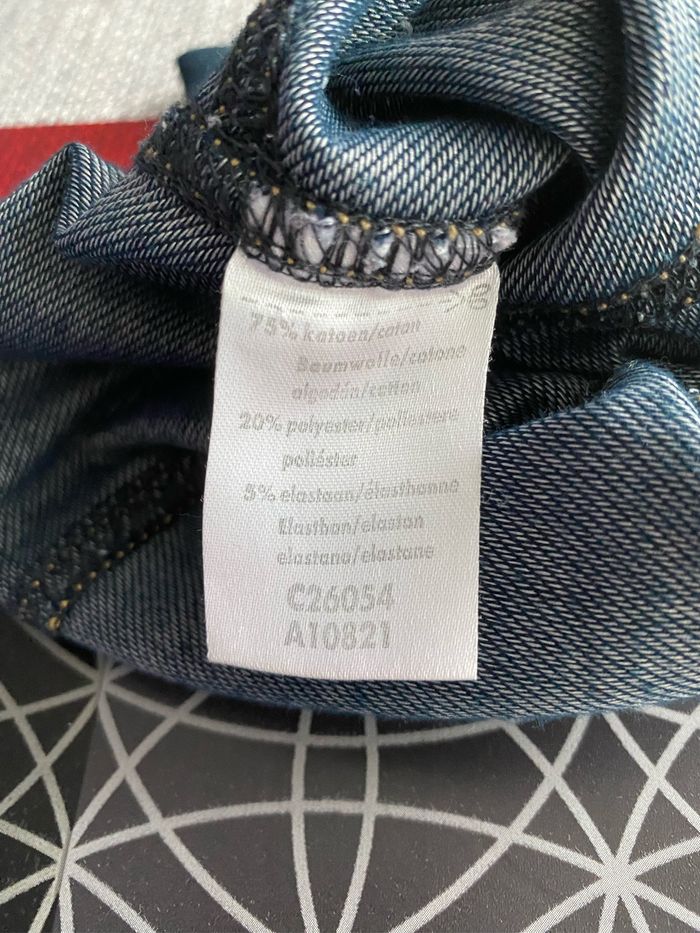 75% katoen/coton
Baumwolle/cotone
algodón/cotton
20% polyester/poliestere
poliéster
5% elastaan/élasthanne
Elasthan/elastan
elastano/elastane
C26054
A10821